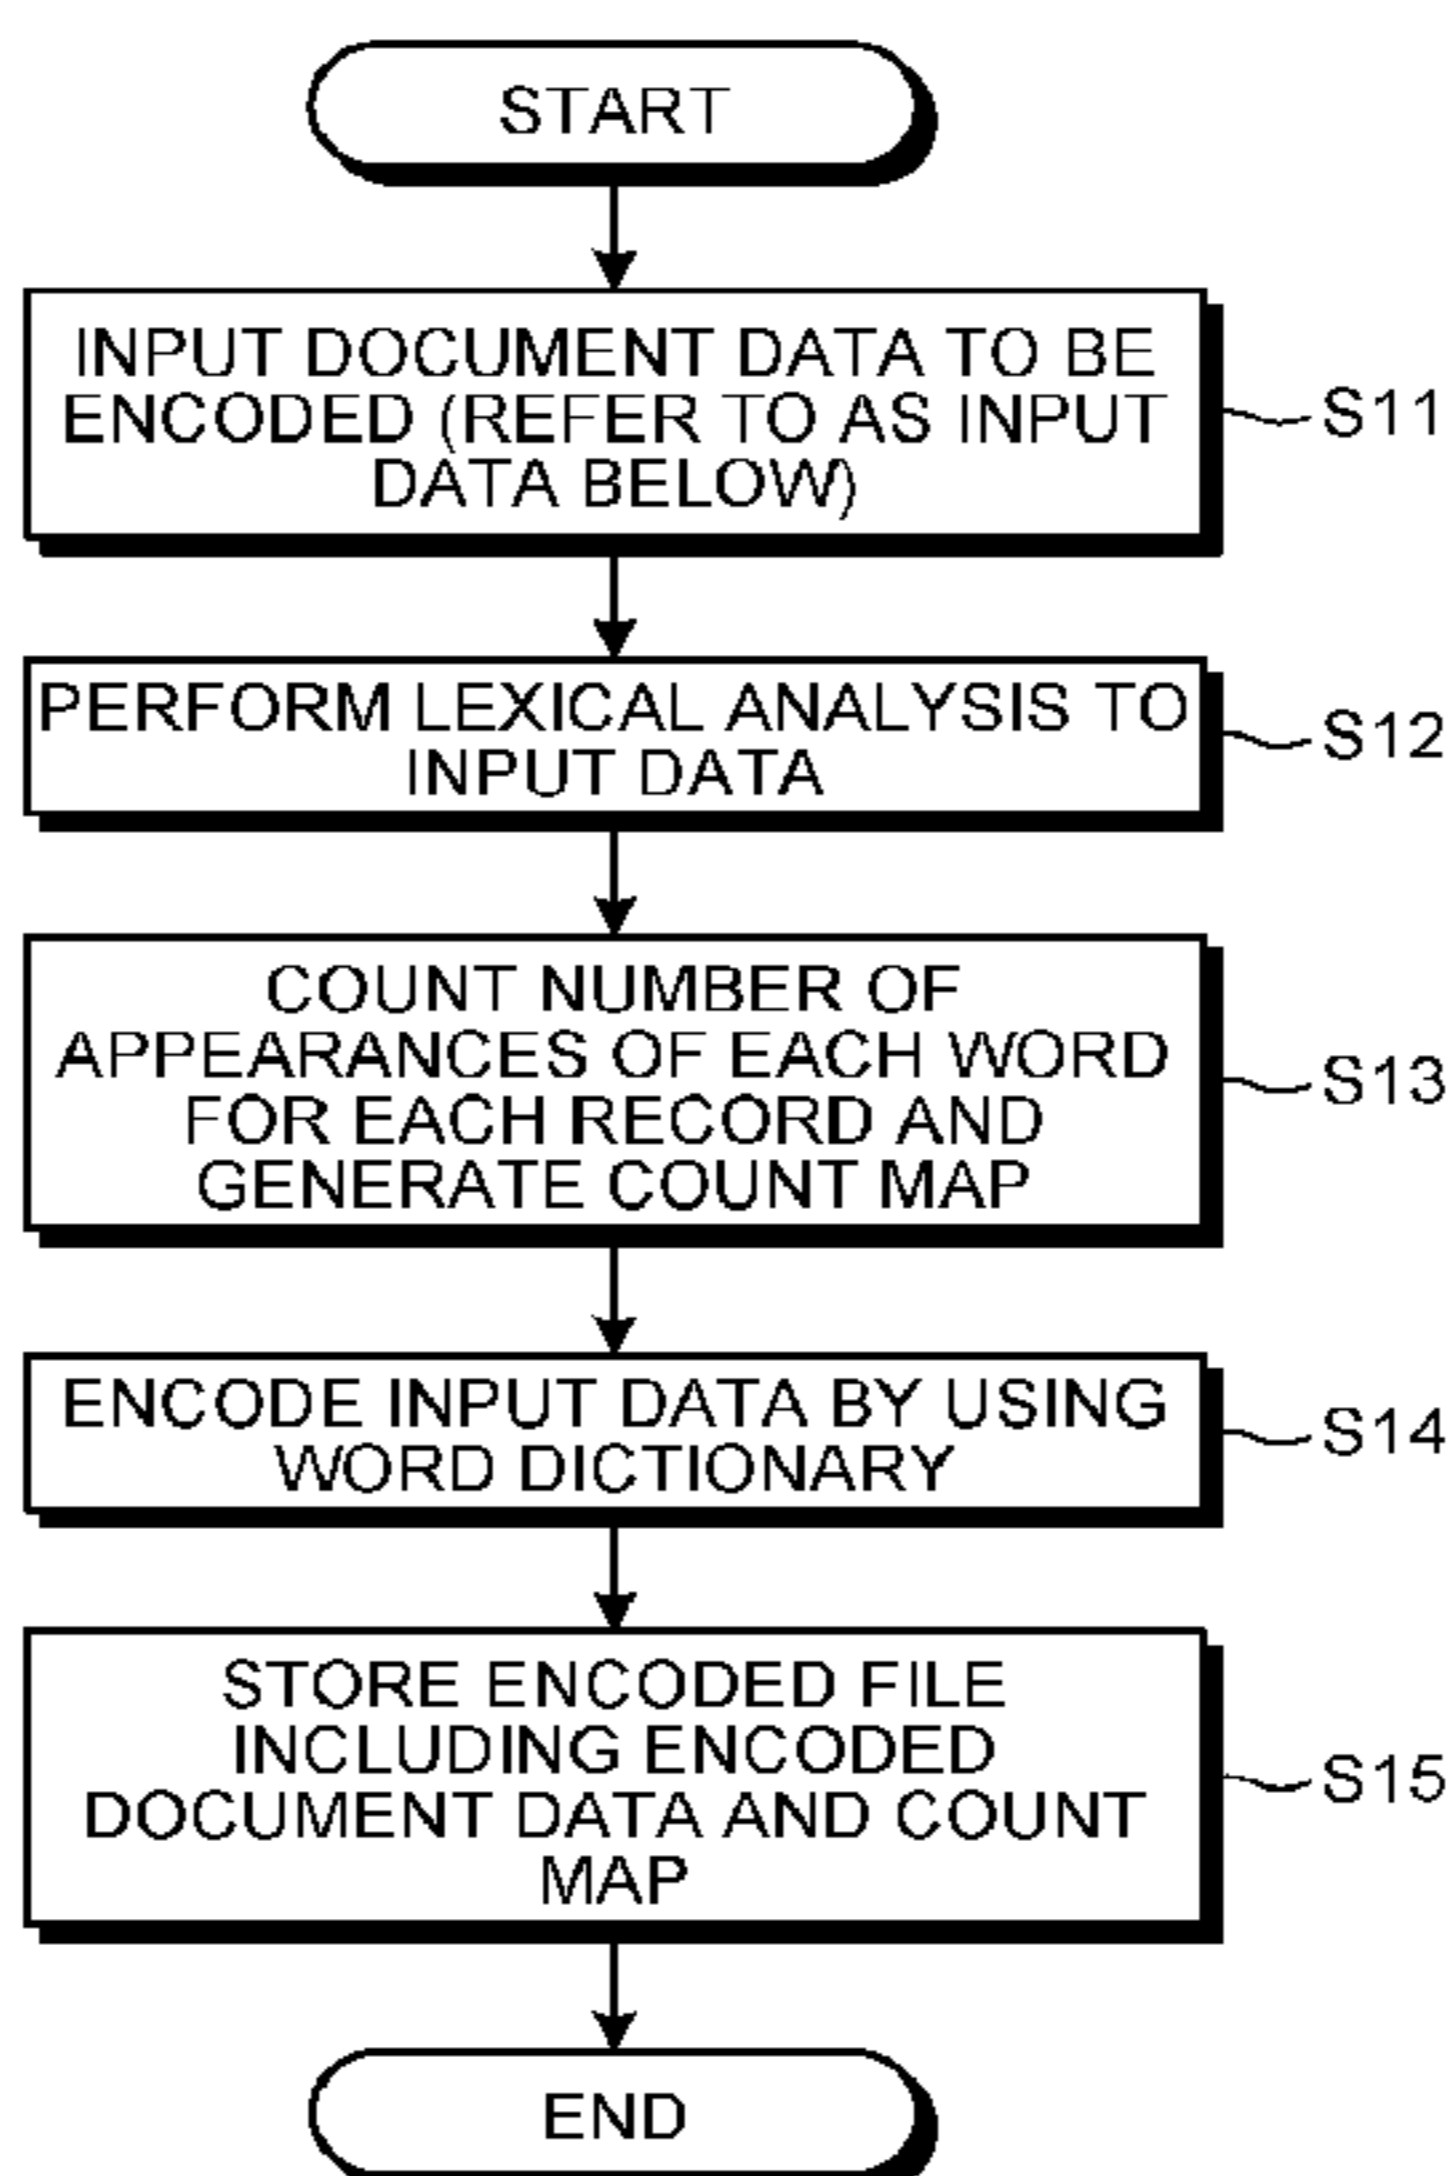 START
INPUT DOCUMENT DATA TO BE
ENCODED (REFER TO AS INPUT
DATA BELOW)
S11
PERFORM LEXICAL ANALYSIS TO
INPUT DATA
S12
COUNT NUMBER OF
APPEARANCES OF EACH WORD
FOR EACH RECORD AND
GENERATE COUNT MAP
S13
ENCODE INPUT DATA BY USING
WORD DICTIONARY
S14
STORE ENCODED FILE
INCLUDING ENCODED
DOCUMENT DATA AND COUNT
MAP
S15
END